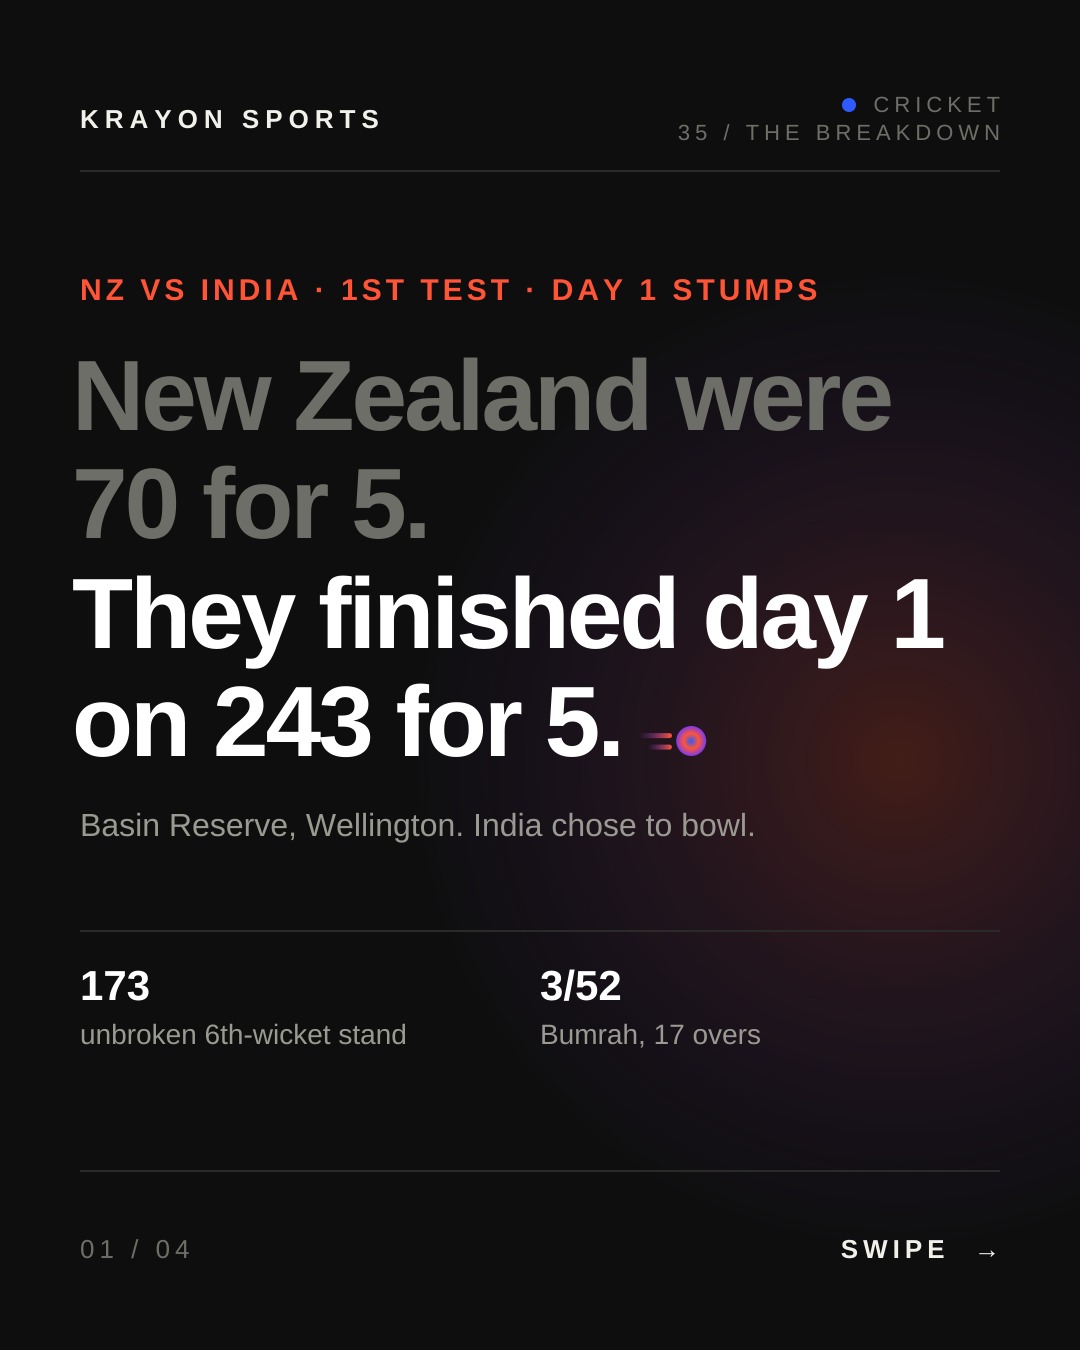 KRAYON SPORTS
CRICKET
35 / THE BREAKDOWN
NZ VS INDIA · 1ST TEST · DAY 1 STUMPS
New Zealand were
70 for 5.
They finished day 1
on 243 for 5.
Basin Reserve, Wellington. India chose to bowl.
173
unbroken 6th-wicket stand
3/52
Bumrah, 17 overs
01 / 04
SWIPE →